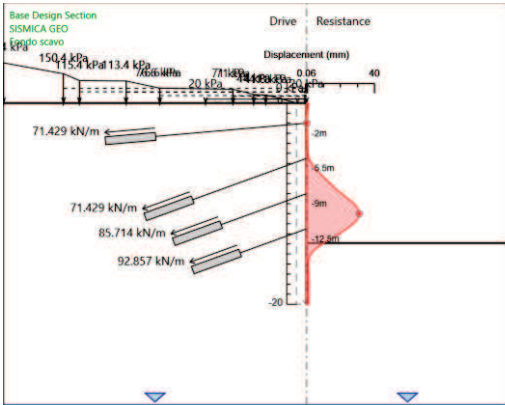 Base Design Section
SISMICA GEO
Fondo scavo
Drive
Resistance
Displacement (mm)
0.06
40
150.4 kPa
115.4 kPa
113.4 kPa
20 kPa
-2m
-5.5m
-9m
-12.5m
-20
71.429 kN/m
71.429 kN/m
85.714 kN/m
92.857 kN/m